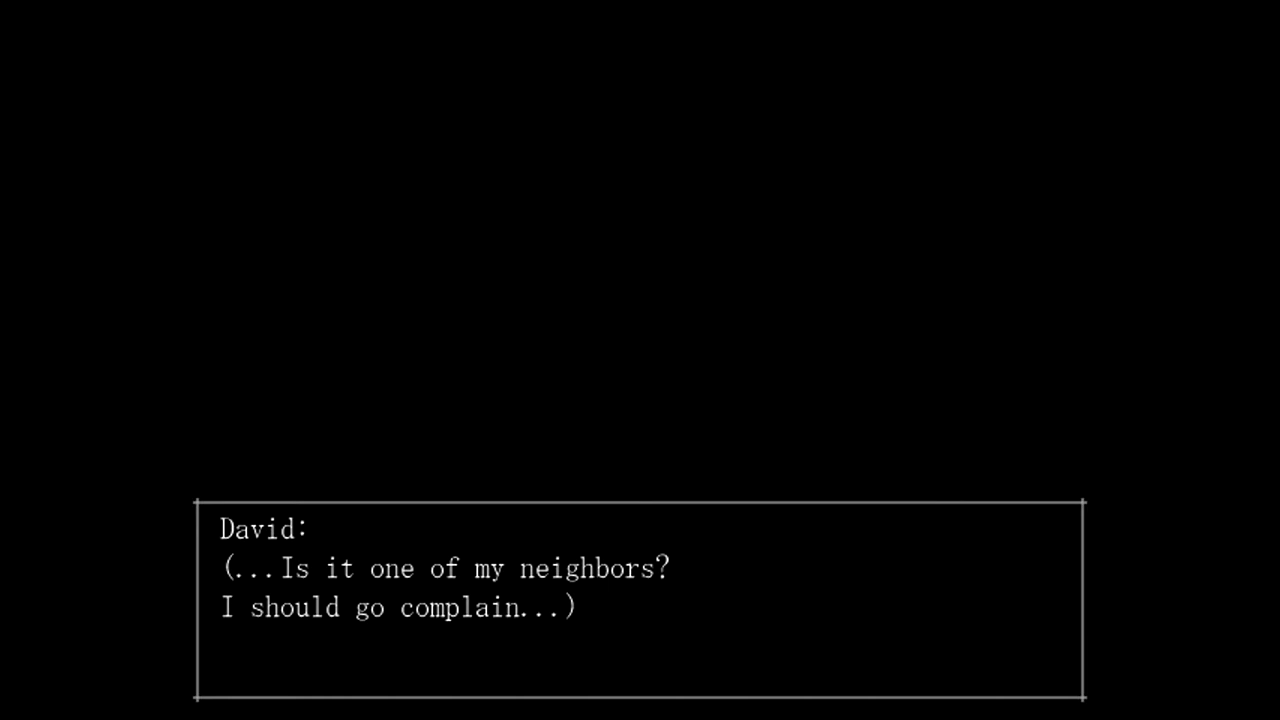 David:
(...Is it one of my neighbors?
I should go complain...)